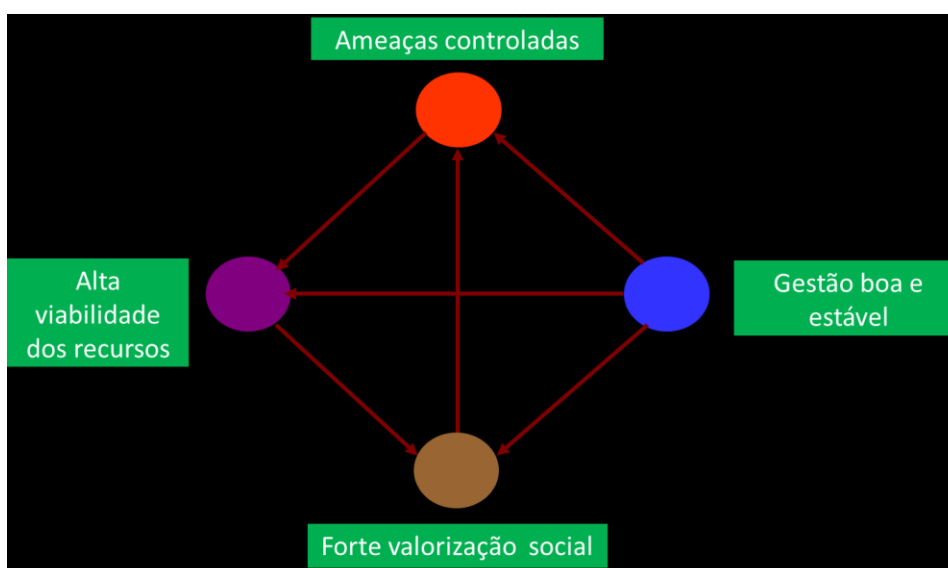 Ameaças controladas
Alta
viabilidade
dos recursos
Gestão boa e
estável
Forte valorização social